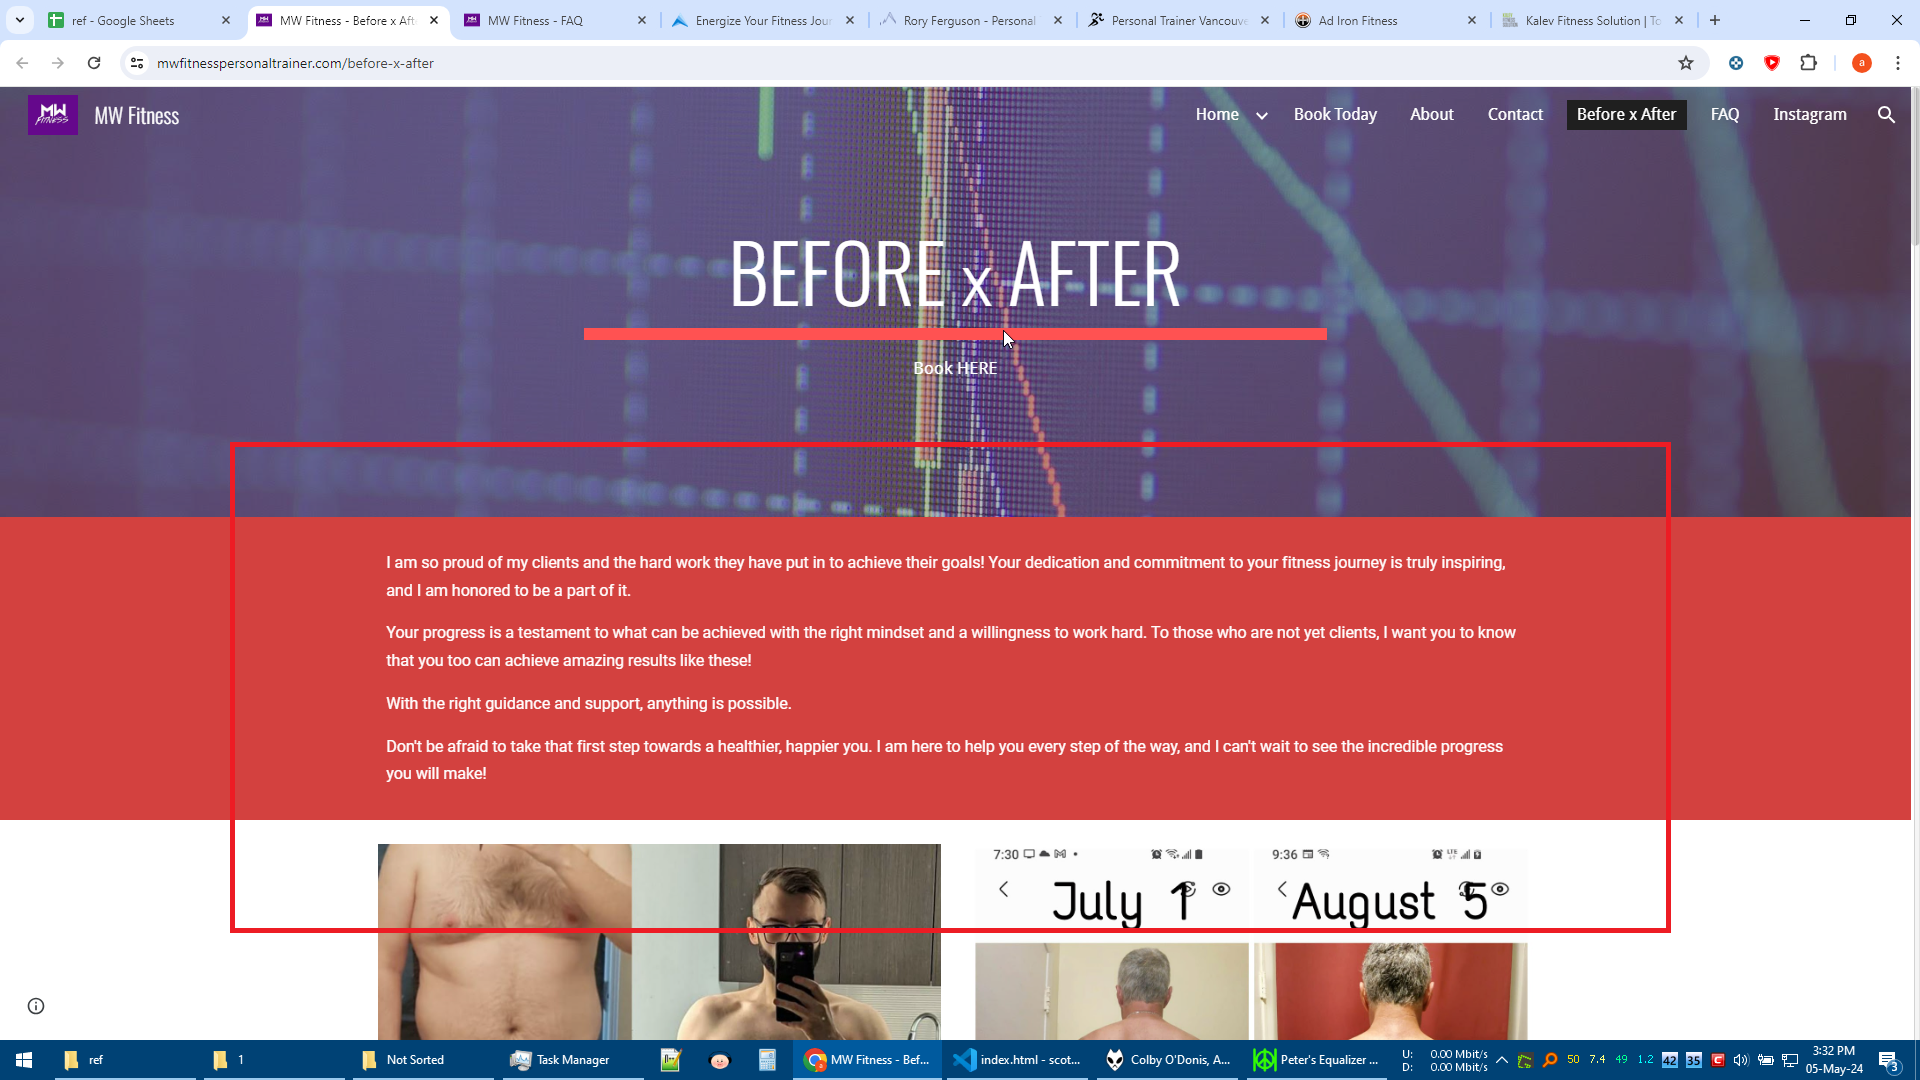 ref - Google Sheets
MW Fitness - Before x Aft
MW Fitness - FAQ
Energize Your Fitness Jour
Rory Ferguson - Personal
Personal Trainer Vancouve
Ad Iron Fitness
Kalev Fitness Solution | To
mwfitnesspersonaltrainer.com/before-x-after
a
MW
FITNESS
MW Fitness
Home
Book Today
About
Contact
Before x After
FAQ
Instagram
BEFORE x AFTER
Book HERE
I am so proud of my clients and the hard work they have put in to achieve their goals! Your dedication and commitment to your fitness journey is truly inspiring,
and I am honored to be a part of it.
Your progress is a testament to what can be achieved with the right mindset and a willingness to work hard. To those who are not yet clients, I want you to know
that you too can achieve amazing results like these!
With the right guidance and support, anything is possible.
Don't be afraid to take that first step towards a healthier, happier you. I am here to help you every step of the way, and I can't wait to see the incredible progress
you will make!
7:30
9:36
LTE
July 1
August 5
ref
1
Not Sorted
Task Manager
MW Fitness - Bef...
index.html - scot...
Colby O'Donis, A...
Peter's Equalizer ...
U: 0.00 Mbit/s
D: 0.00 Mbit/s
50
7.4
49
1.2
42
35
3:32 PM
05-May-24
3